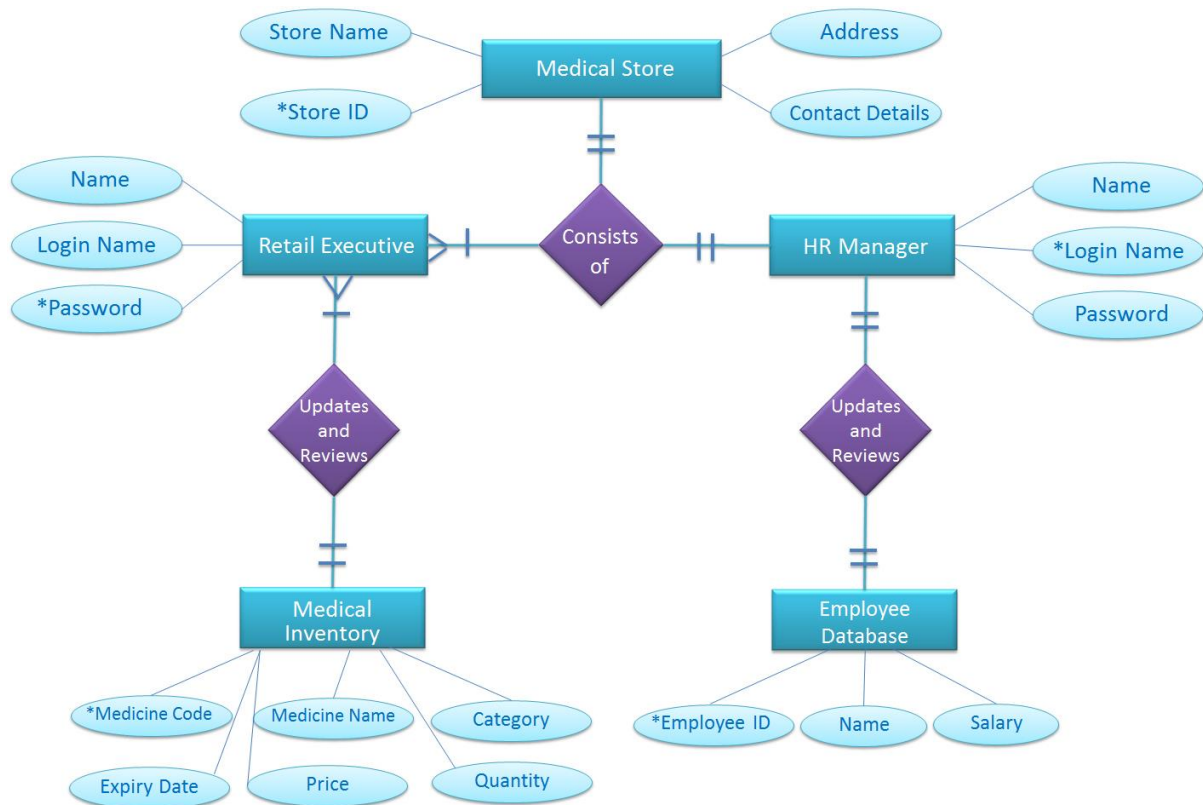 Store Name
Address
Medical Store
*Store ID
Contact Details
Name
Name
Login Name
Retail Executive
Consists
of
HR Manager
*Login Name
*Password
Password
Updates
and
Reviews
Updates
and
Reviews
Medical
Inventory
Employee
Database
*Medicine Code
Medicine Name
Category
*Employee ID
Name
Salary
Expiry Date
Price
Quantity